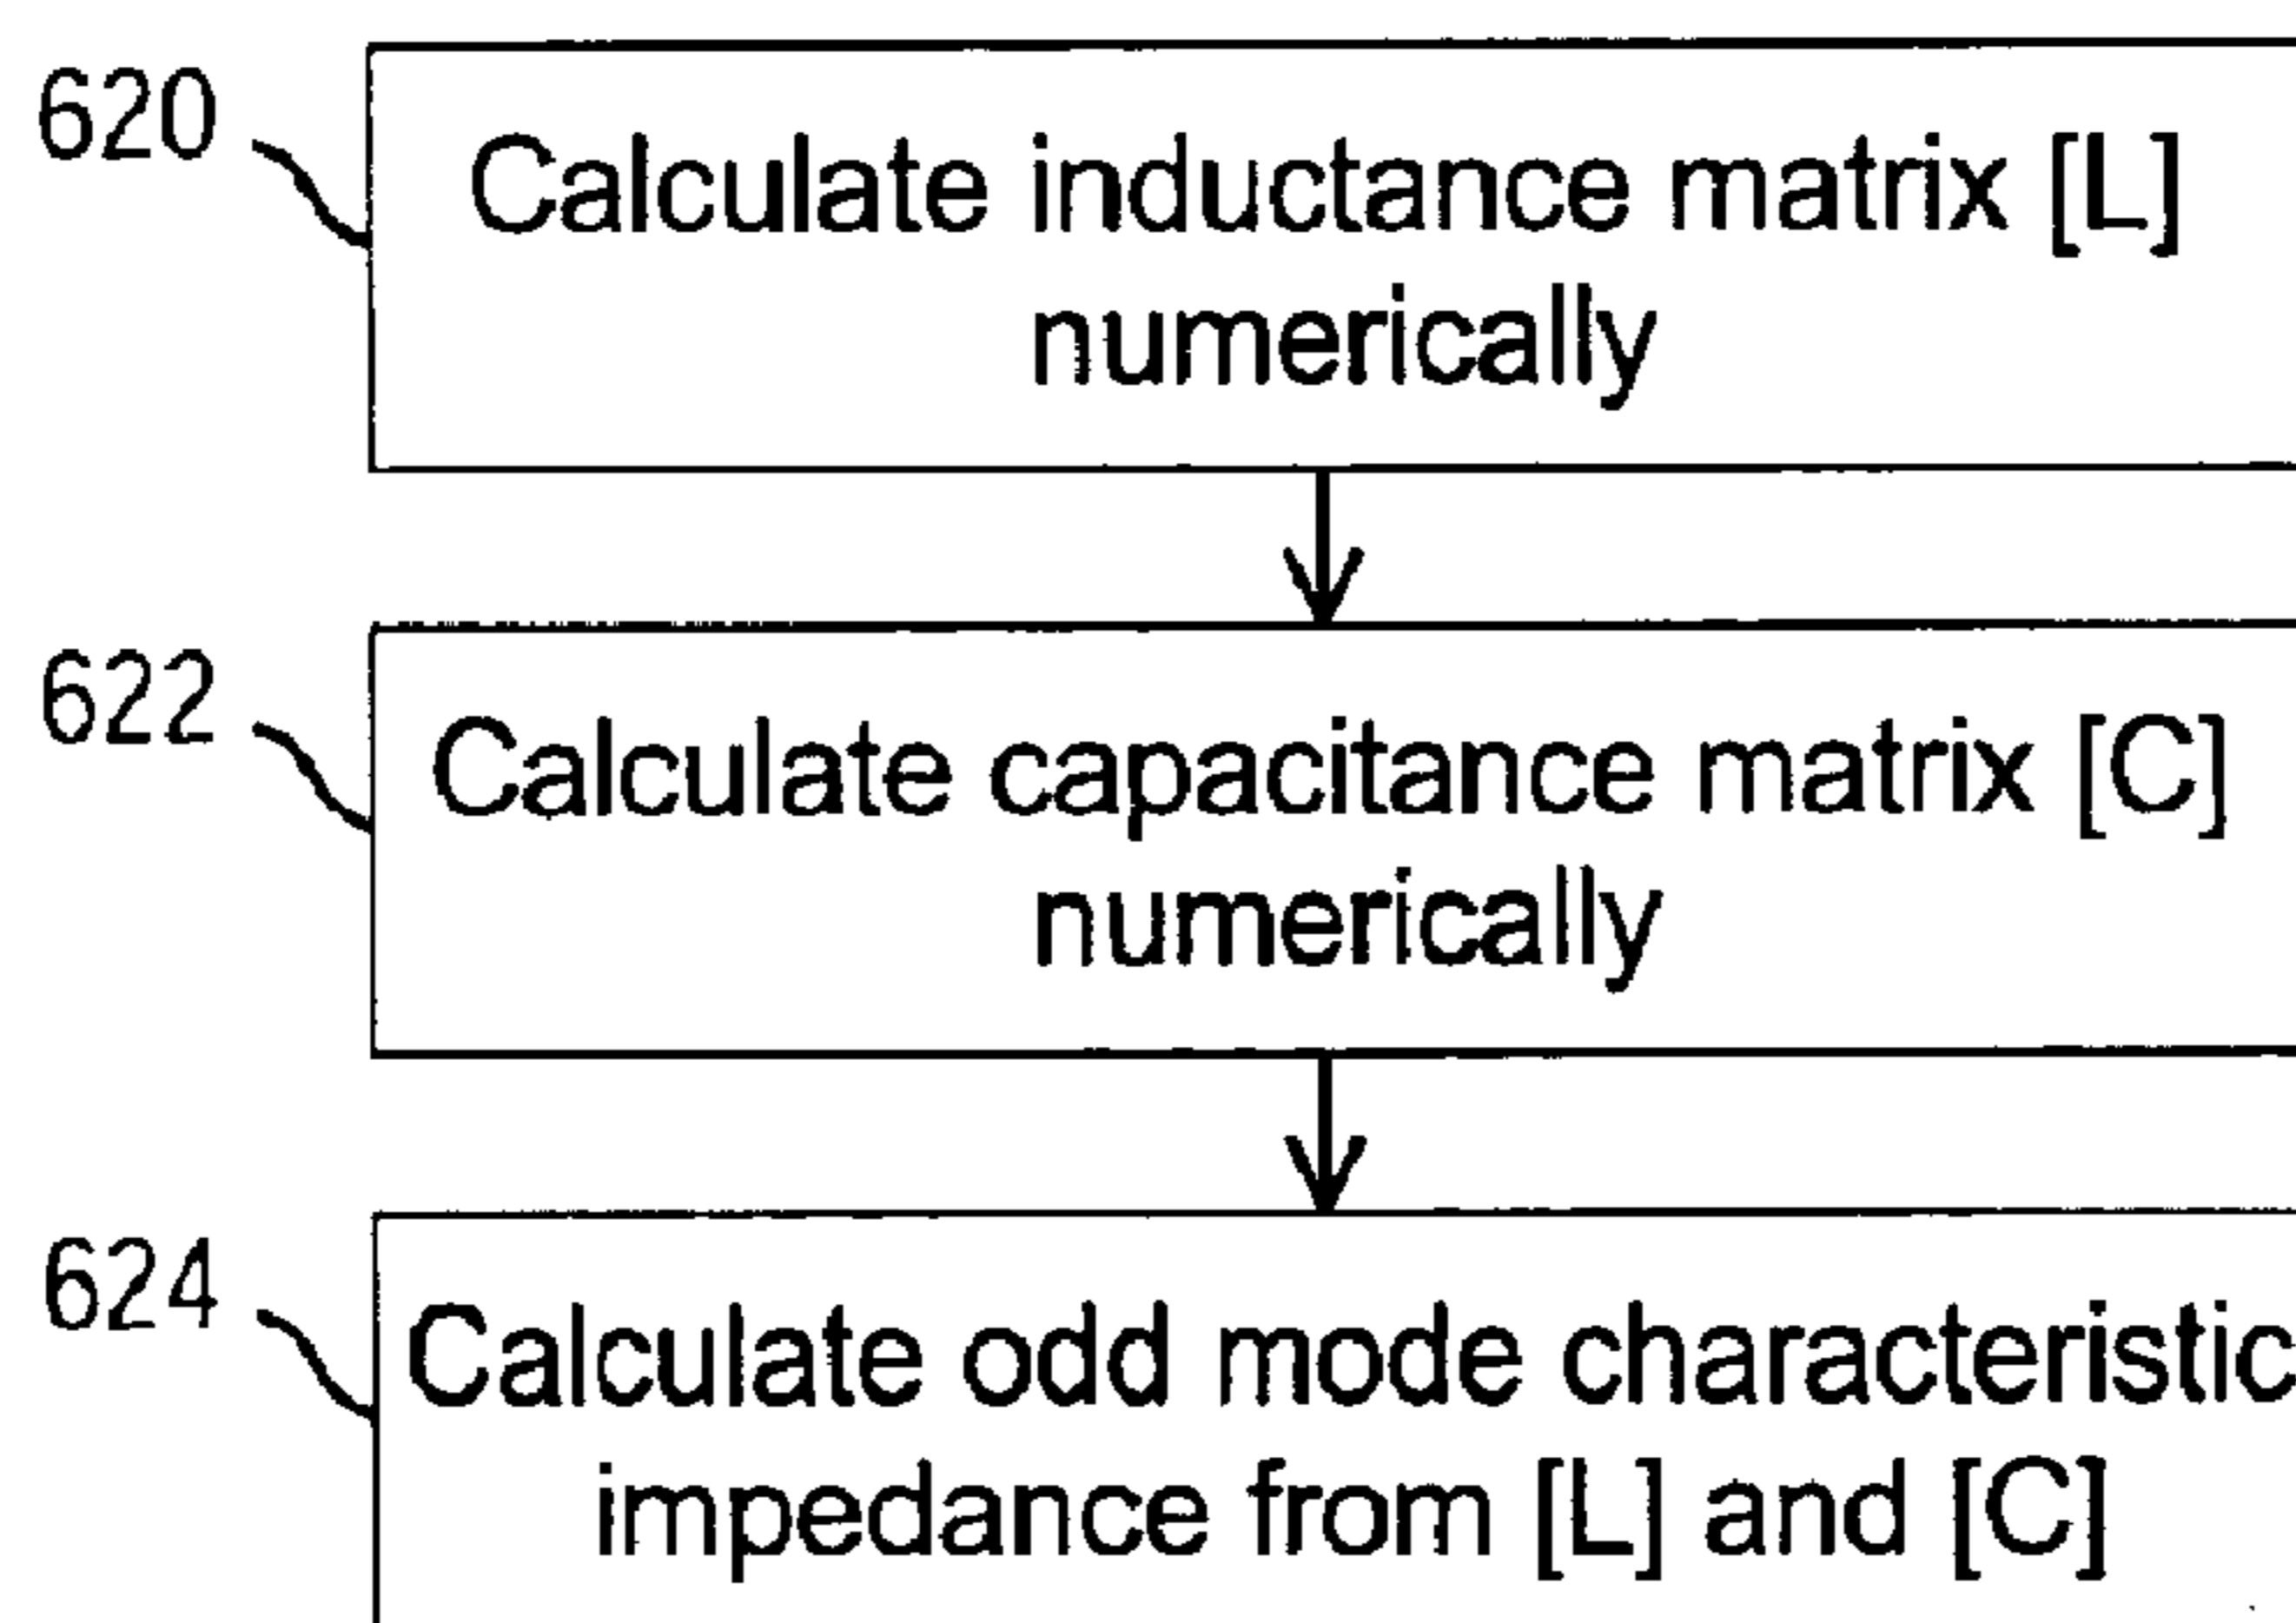 620
Calculate inductance matrix [L]
numerically
622
Calculate capacitance matrix [C]
numerically
624
Calculate odd mode characteristic
impedance from [L] and [C]